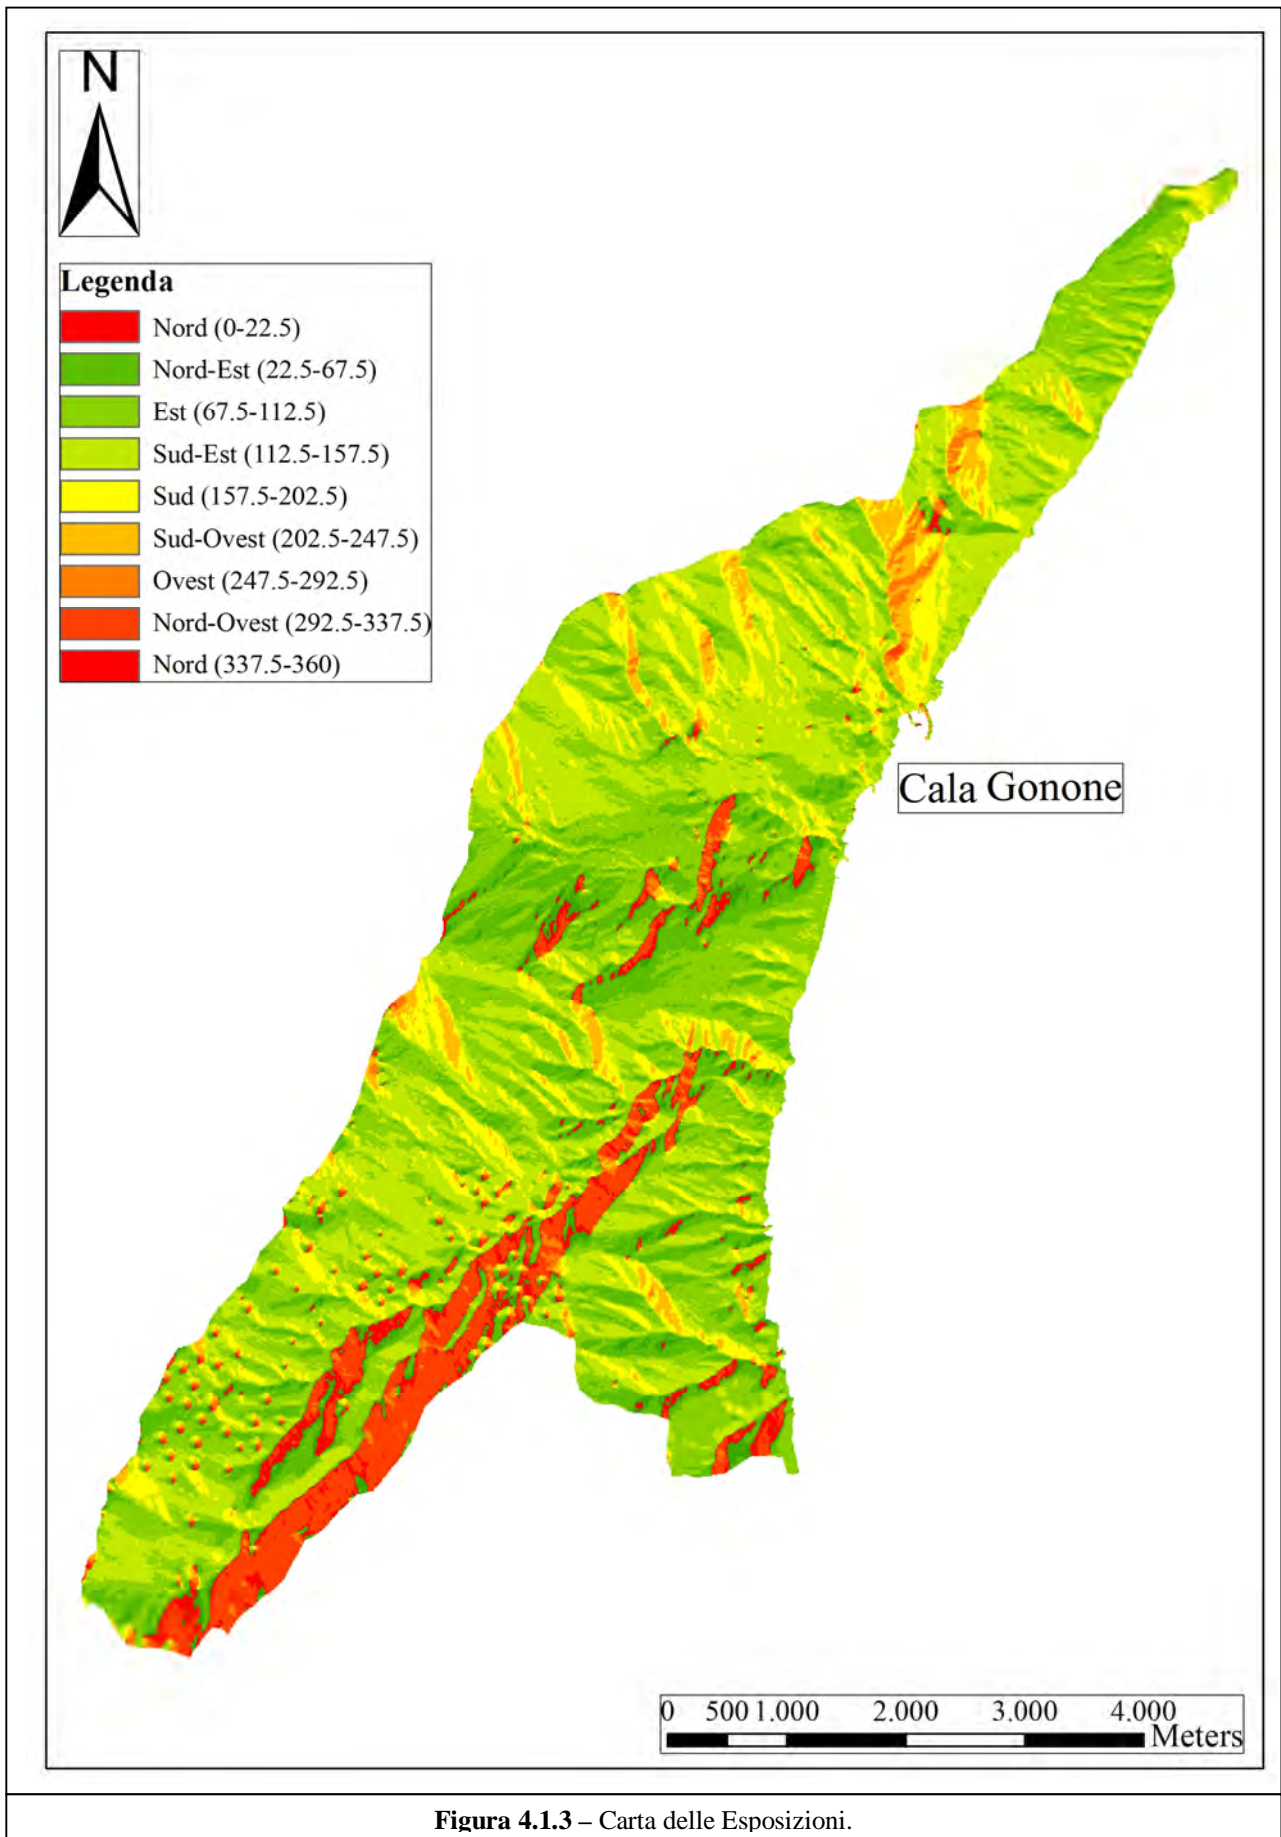 N
Legenda
Nord (0-22.5)
Nord-Est (22.5-67.5)
Est (67.5-112.5)
Sud-Est (112.5-157.5)
Sud (157.5-202.5)
Sud-Ovest (202.5-247.5)
Ovest (247.5-292.5)
Nord-Ovest (292.5-337.5)
Nord (337.5-360)
Cala Gonone
0 500 1.000 2.000 3.000 4.000
Meters
Figura 4.1.3 – Carta delle Esposizioni.